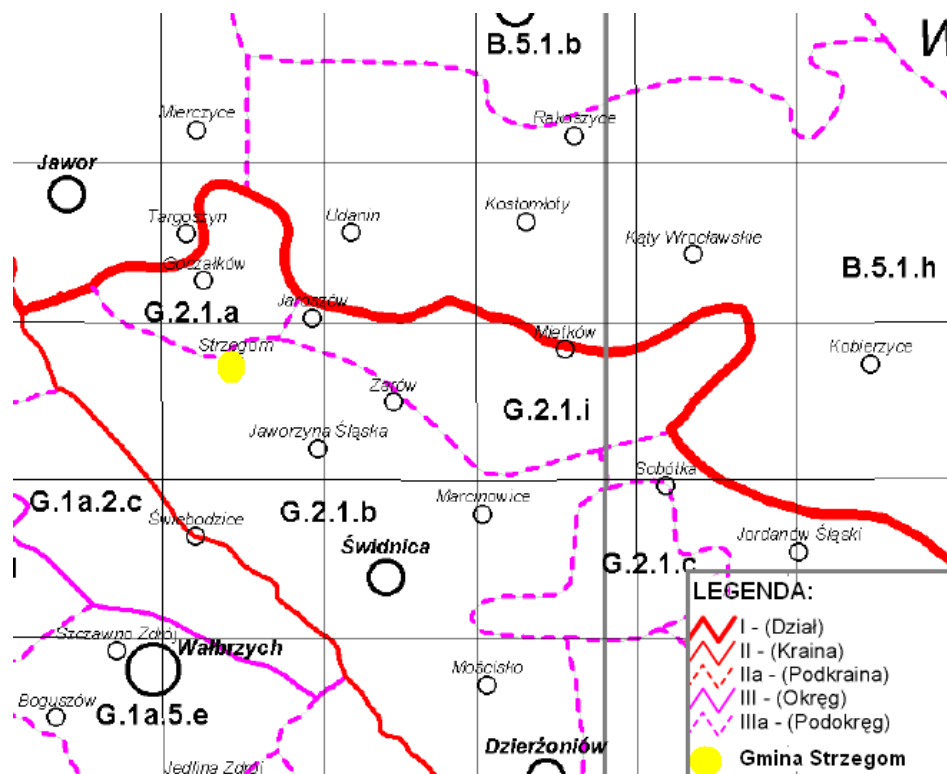 B.5.1.b
Mierczyce
Rakoszyce
Jawor
Targoszyn
Udanin
Kostomłoty
Kąty Wrocławskie
Goczałków
B.5.1.h
Jaroszów
G.2.1.a
Strzegom
Mietków
Kobierzyce
Żarów
G.2.1.i
Jaworzyna Śląska
Sobótka
G.1a.2.c
Marcinowice
G.2.1.b
Świebodzice
Jordanów Śląski
Świdnica
G.2.1.c
LEGENDA:
I - (Dział)
II - (Kraina)
IIa - (Podkraina)
III - (Okręg)
IIIa - (Podokręg)
Gmina Strzegom
Szczawno Zdrój
Wałbrzych
Mościsko
Boguszów
G.1a.5.e
Dzierżoniów
Jedlina Zdrój